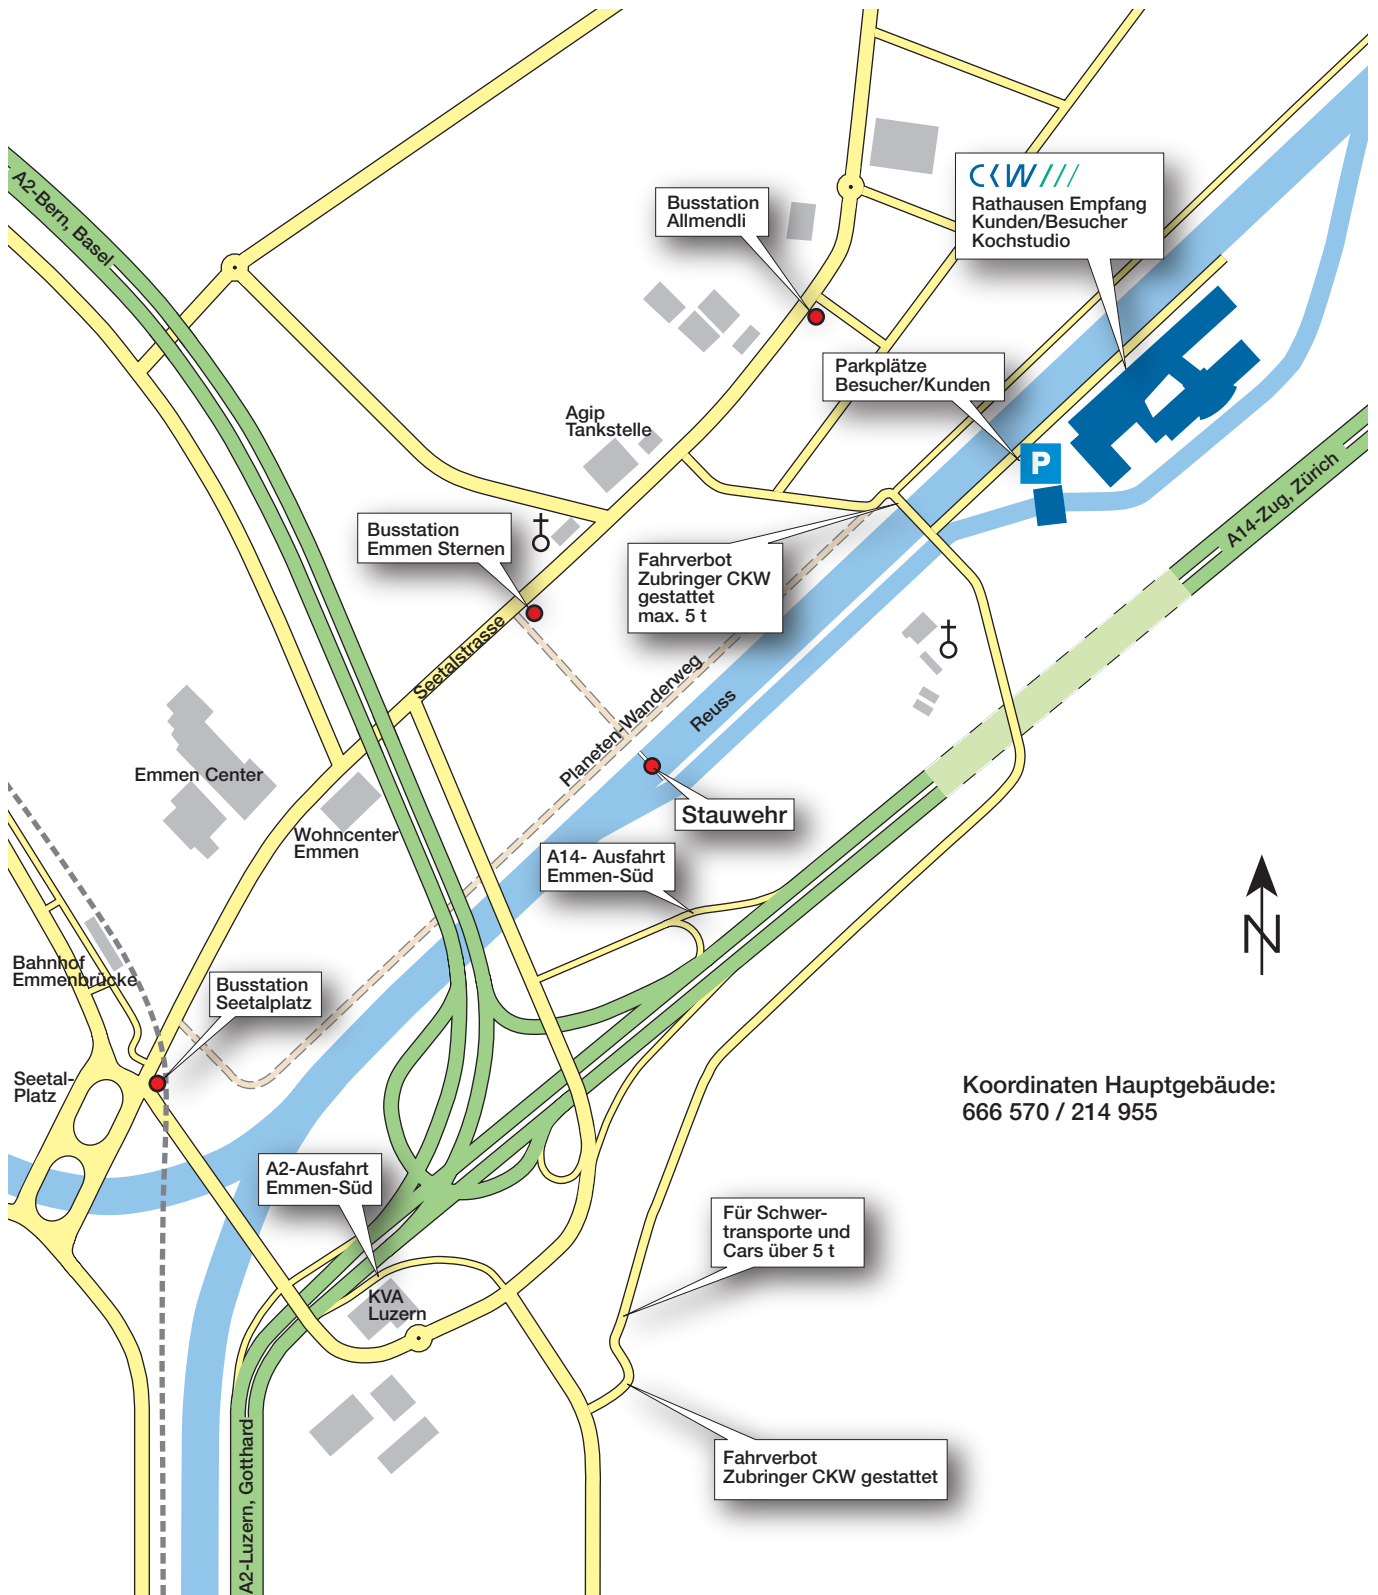 A2-Bern, Basel
Busstation
Allmendli
CKW
Rathausen Empfang
Kunden/Besucher
Kochstudio
Parkplätze
Besucher/Kunden
P
Agip
Tankstelle
A14-Zug, Zürich
Busstation
Emmen Sternen
Fahrverbot
Zubringer CKW
gestattet
max. 5 t
Seetalstrasse
Planeten-Wanderweg
Reuss
Emmen Center
Stauwehr
Wohncenter
Emmen
A14- Ausfahrt
Emmen-Süd
N
Bahnhof
Emmenbrücke
Busstation
Seetalplatz
Seetal-
Platz
Koordinaten Hauptgebäude:
666 570 / 214 955
A2-Ausfahrt
Emmen-Süd
Für Schwer-
transporte und
Cars über 5 t
KVA
Luzern
A2-Luzern, Gotthard
Fahrverbot
Zubringer CKW gestattet